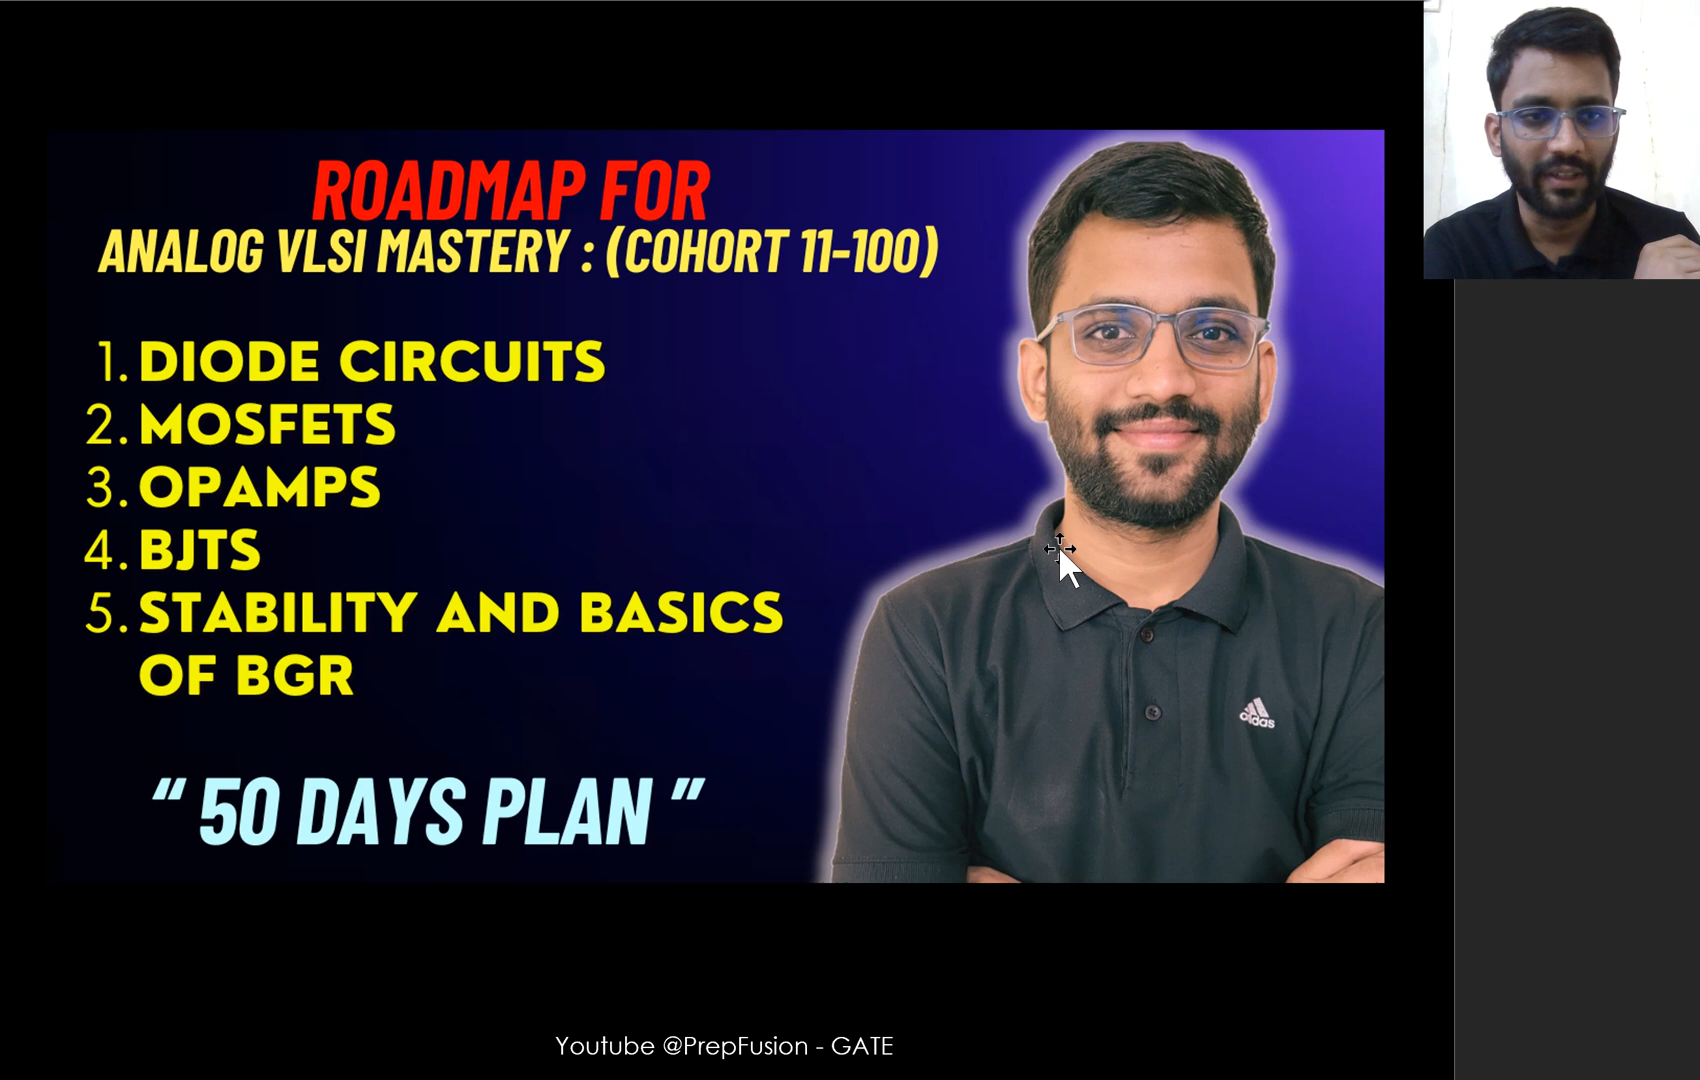 ROADMAP FOR
ANALOG VLSI MASTERY : (COHORT 11-100)
1. DIODE CIRCUITS
2. MOSFETS
3. OPAMPS
4. BJTS
5. STABILITY AND BASICS
OF BGR
adidas
“ 50 DAYS PLAN ”
Youtube @PrepFusion - GATE